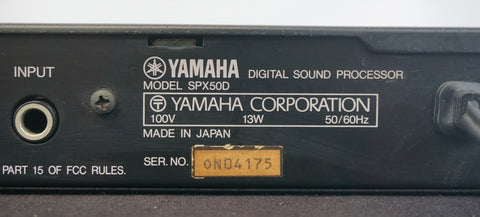 INPUT
YAMAHA DIGITAL SOUND PROCESSOR
MODEL SPX50D
YAMAHA CORPORATION
100V 13W 50/60Hz
MADE IN JAPAN
SER. NO. 0ND4175
PART 15 OF FCC RULES.